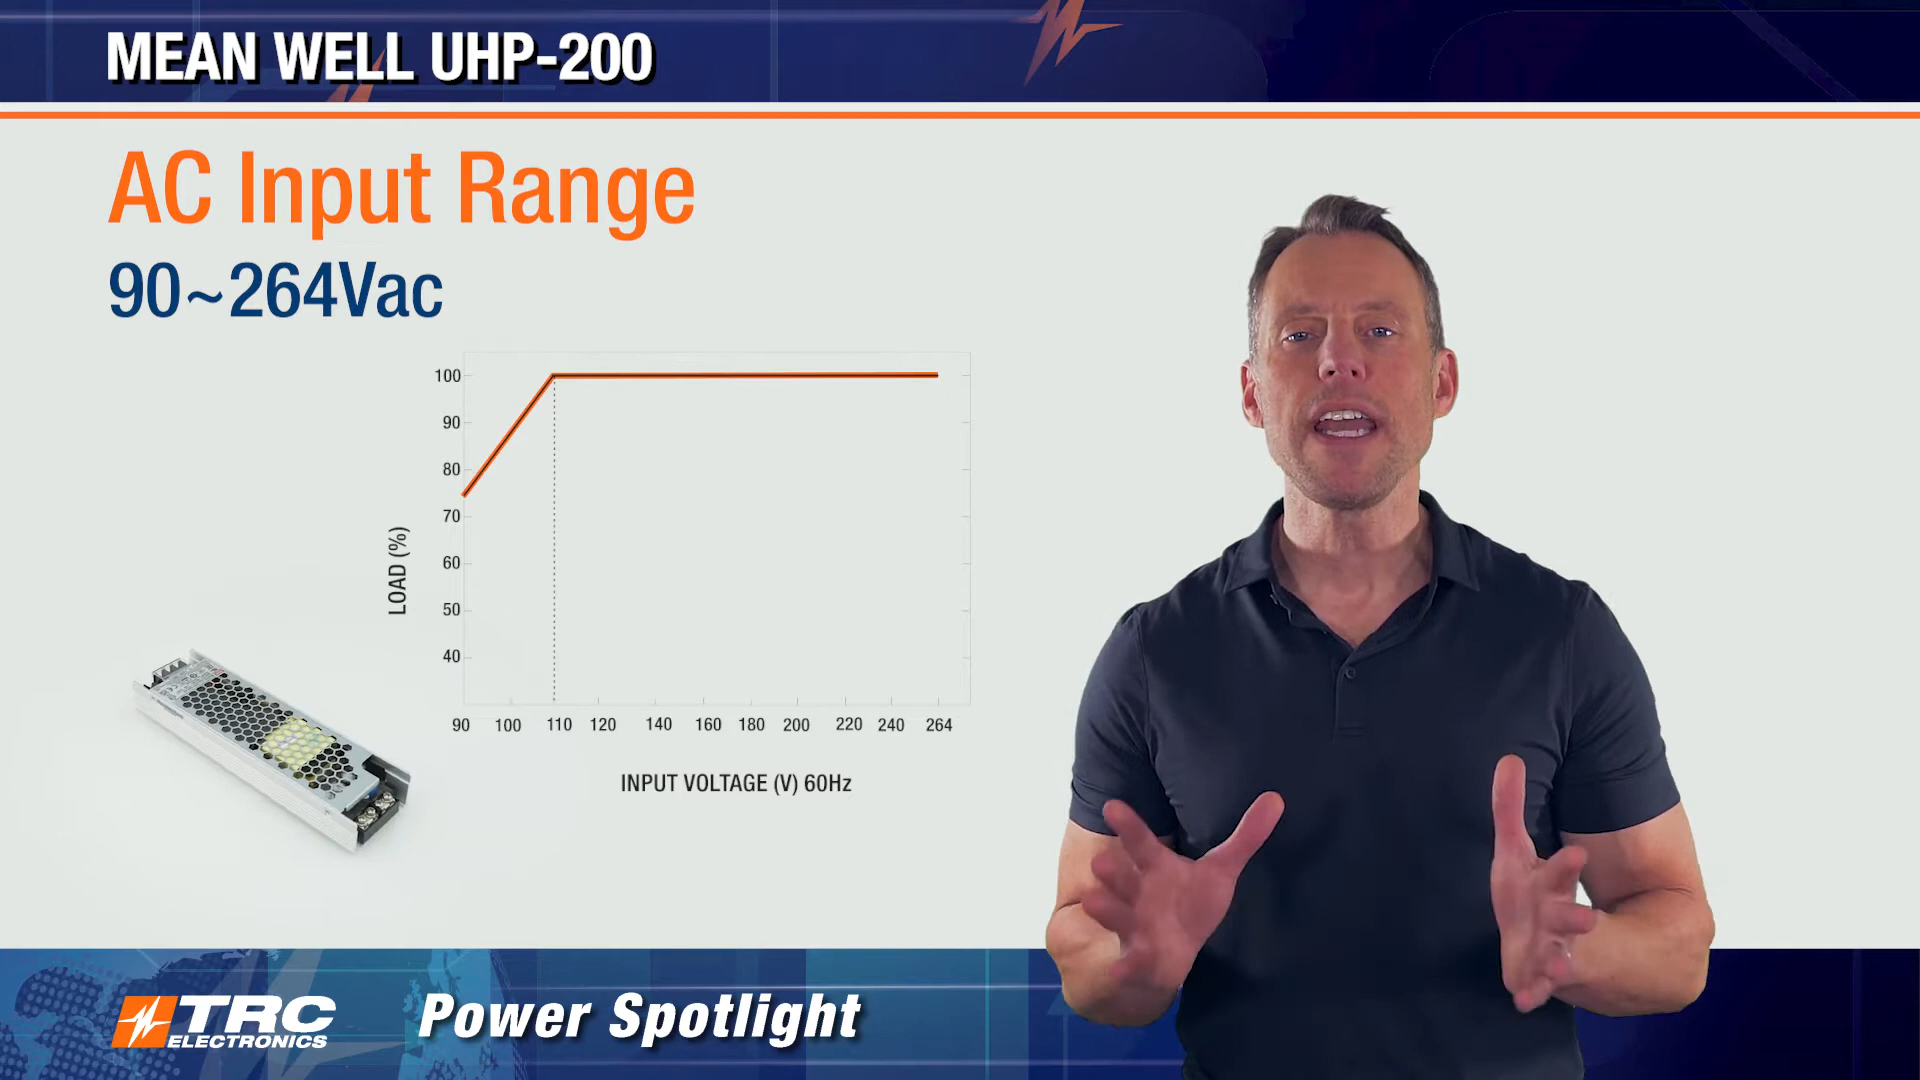 MEAN WELL UHP-200
AC Input Range
90~264Vac
100
90
80
70
60
50
40
LOAD (%)
90 100 110 120 140 160 180 200 220 240 264
INPUT VOLTAGE (V) 60Hz
TRC
ELECTRONICS
Power Spotlight